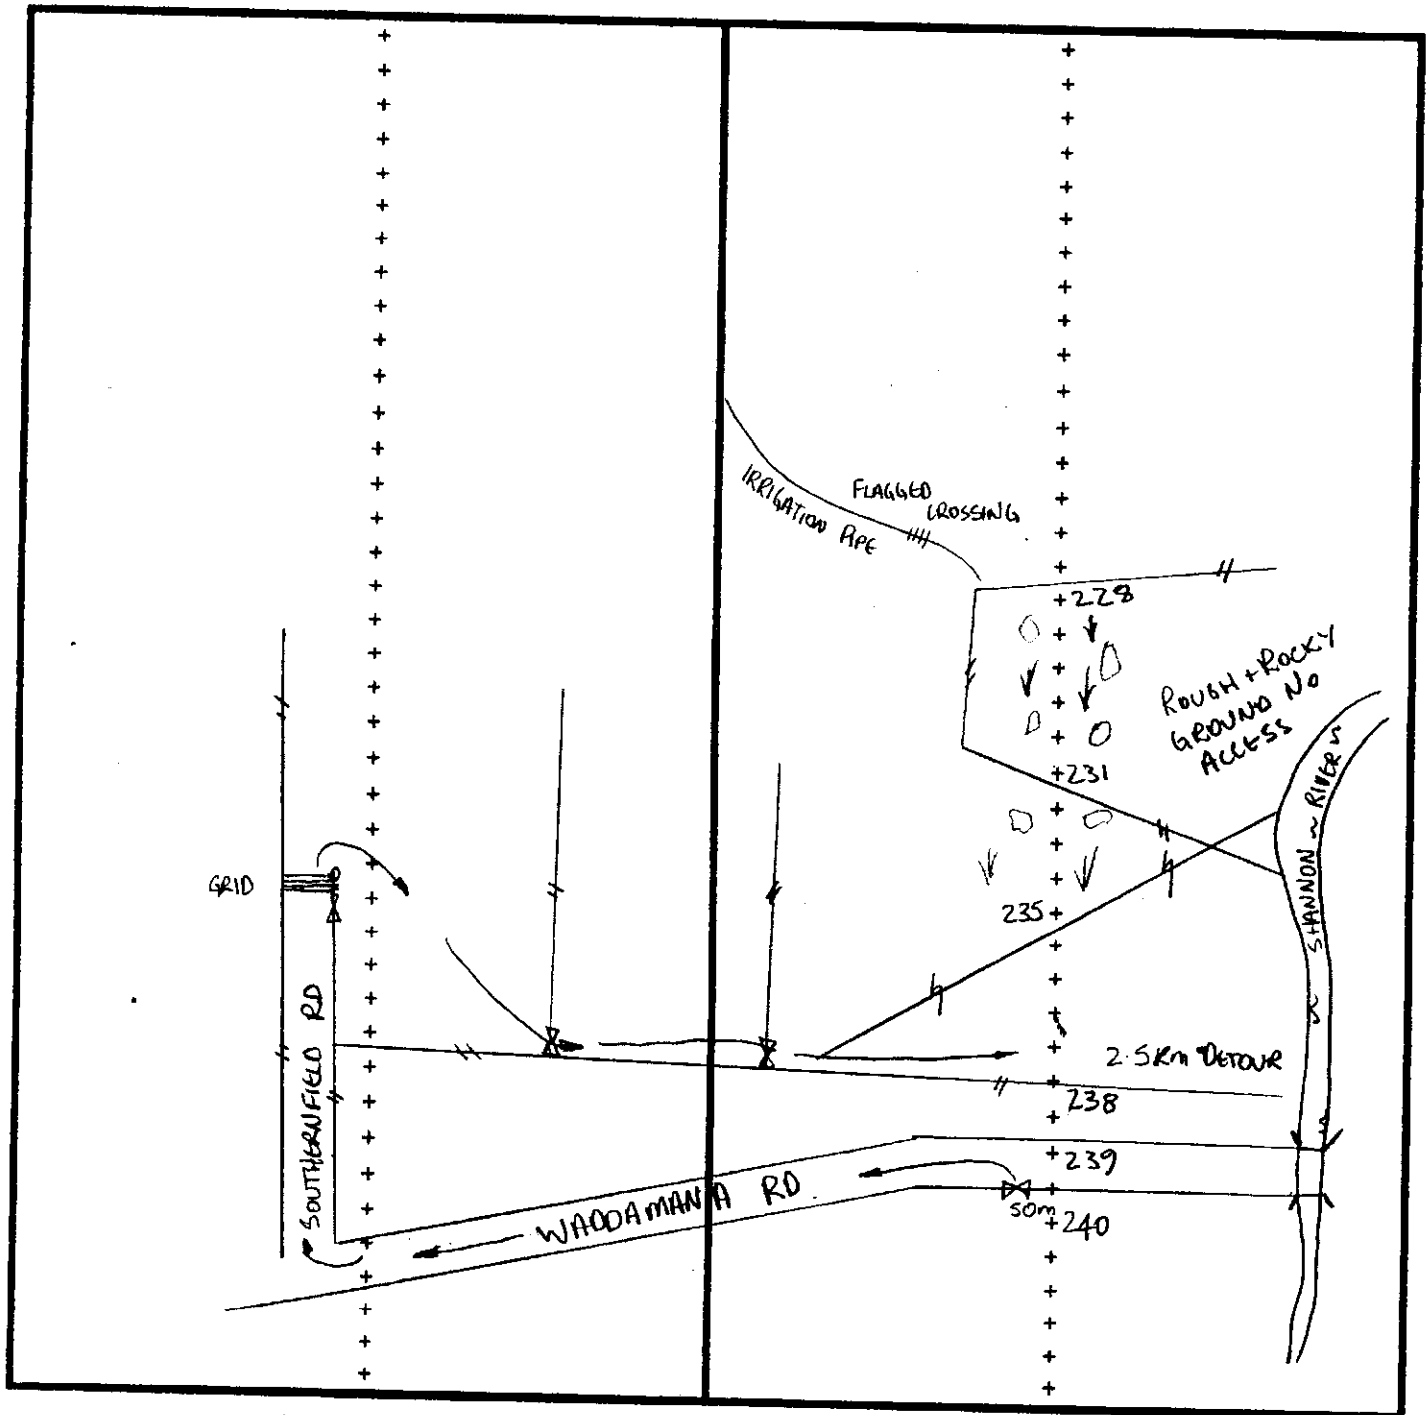 IRRIGATION PIPE
FLAGGED
CROSSING
228
ROUGH + ROCKY
GROUND NO
ACCESS
231
SHANNON ~ RIVER
GRID
235
SOUTHERNFIELD RD
2.5KM DETOUR
238
239
WADDAMANA RD
50m
240